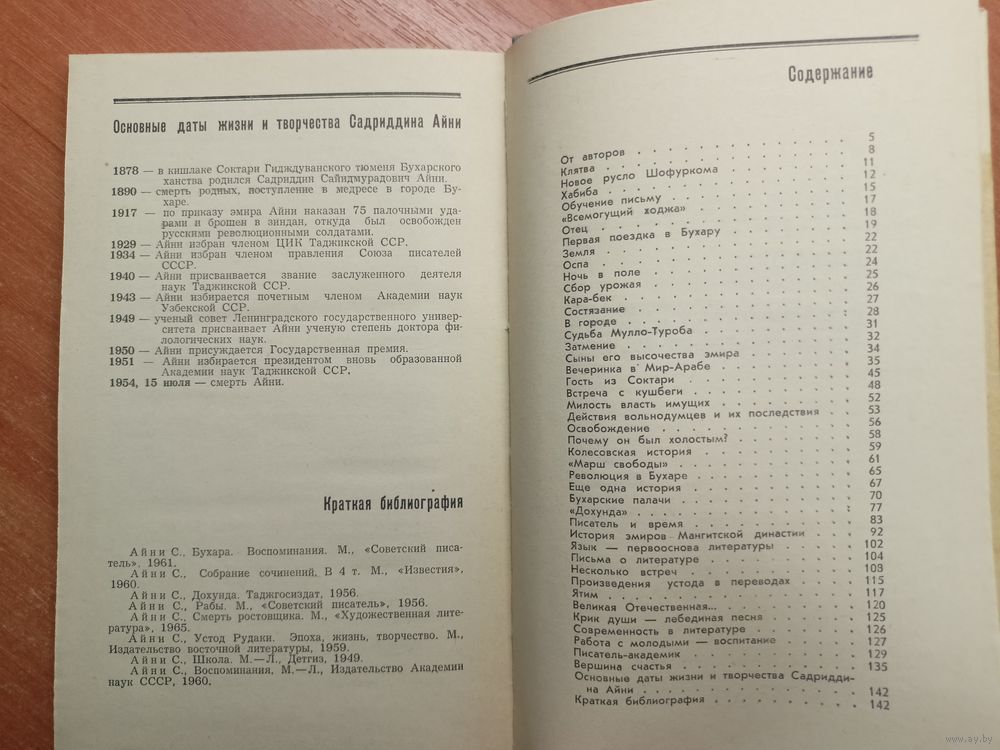 Основные даты жизни и творчества Садриддина Айни
1878 — в кишлаке Соктари Гиждуванского тюменя Бухарского
ханства родился Садриддин Сайидмурадович Айни.
1890 — смерть родных, поступление в медресе в городе Бу-
харе.
1917 — по приказу эмира Айни наказан 75 палочными уда-
рами и брошен в зиндан, откуда был освобожден
русскими революционными солдатами.
1929 — Айни избран членом ЦИК Таджикской ССР.
1934 — Айни избран членом правления Союза писателей
СССР.
1940 — Айни присваивается звание заслуженного деятеля
наук Таджикской ССР.
1943 — Айни избирается почетным членом Академии наук
Узбекской ССР.
1949 — ученый совет Ленинградского государственного универ-
ситета присваивает Айни ученую степень доктора фи-
лологических наук.
1950 — Айни присуждается Государственная премия.
1951 — Айни избирается президентом вновь образованной
Академии наук Таджикской ССР.
1954, 15 июля — смерть Айни.
Краткая библиография
Айни С., Бухара. Воспоминания. М., «Советский писа-
тель», 1961.
Айни С., Собрание сочинений. В 4 т. М., «Известия»,
1960.
Айни С., Дохунда. Таджгосиздат, 1956.
Айни С., Рабы. М., «Советский писатель», 1956.
Айни С., Смерть ростовщика. М., «Художественная лите-
ратура», 1965.
Айни С., Устод Рудаки. Эпоха, жизнь, творчество. М.,
Издательство восточной литературы, 1959.
Айни С., Школа. М.—Л., Детгиз, 1949.
Айни С., Воспоминания, М.—Л., Издательство Академии
наук СССР, 1960.
Содержание
От авторов . . . 5
Клятва . . . 8
Новое русло Шофуркома . . . 11
Хабиба . . . 12
Обучение письму . . . 15
«Всемогущий ходжа» . . . 17
Отец . . . 18
Первая поездка в Бухару . . . 19
Земля . . . 22
Оспа . . . 22
Ночь в поле . . . 24
Сбор урожая . . . 25
Кара-бек . . . 26
Состязание . . . 27
В городе . . . 28
Судьба Мулло-Туроба . . . 31
Затмение . . . 32
Сыны его высочества эмира . . . 34
Вечеринка в Мир-Арабе . . . 35
Гость из Соктари . . . 45
Встреча с кушбеги . . . 48
Милость власть имущих . . . 52
Действия вольнодумцев и их последствия . . . 53
Освобождение . . . 56
Почему он был холостым? . . . 58
Колесовская история . . . 59
«Марш свободы» . . . 61
Революция в Бухаре . . . 65
Еще одна история . . . 67
Бухарские палачи . . . 70
«Дохунда» . . . 77
Писатель и время . . . 83
История эмиров Мангитской династии . . . 92
Язык — первооснова литературы . . . 102
Письма о литературе . . . 104
Несколько встреч . . . 108
Произведения устода в переводах . . . 115
Ятим . . . 117
Великая Отечественная... . . . 120
Крик души — лебединая песня . . . 125
Современность в литературе . . . 126
Работа с молодыми — воспитание . . . 127
Писатель-академик . . . 129
Вершина счастья . . . 135
Основные даты жизни и творчества Садридди-
на Айни . . . 142
Краткая библиография . . . 142
www.ay.by